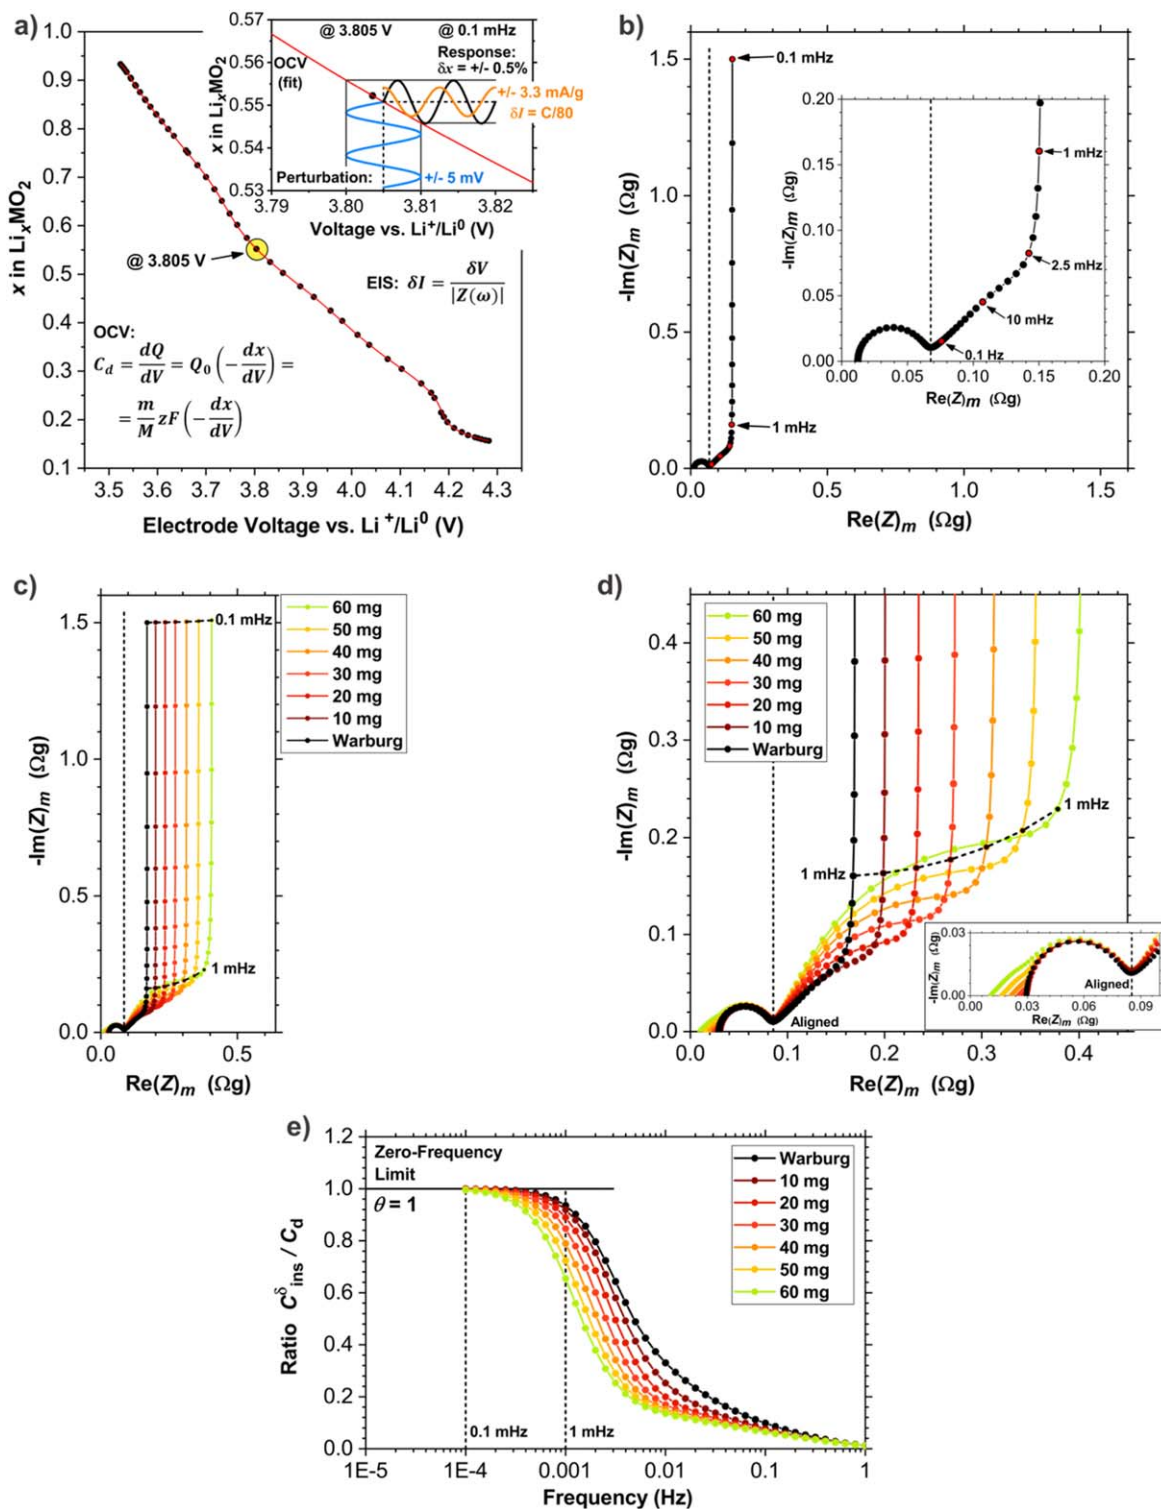 a)
1.0
0.9
0.8
0.7
0.6
0.5
0.4
0.3
0.2
0.1
x in LiₓMO₂
3.5 3.6 3.7 3.8 3.9 4.0 4.1 4.2 4.3
Electrode Voltage vs. Li⁺/Li⁰ (V)
@ 3.805 V
OCV:
C_d = dQ/dV = Q₀ (−dx/dV) =
= m/M zF (−dx/dV)
EIS: δI = δV/|Z(ω)|
0.57
0.56
0.55
0.54
0.53
x in LiₓMO₂
@ 3.805 V @ 0.1 mHz
OCV
(fit)
Response:
δx = +/- 0.5%
+/- 3.3 mA/g
δI = C/80
Perturbation: +/- 5 mV
3.79 3.80 3.81 3.82
Voltage vs. Li⁺/Li⁰ (V)
b)
1.5
1.0
0.5
0.0
-Im(Z)ₘ (Ωg)
0.0 0.5 1.0 1.5
Re(Z)ₘ (Ωg)
0.1 mHz
1 mHz
0.20
0.15
0.10
0.05
0.00
-Im(Z)ₘ (Ωg)
1 mHz
2.5 mHz
10 mHz
0.1 Hz
0.00 0.05 0.10 0.15 0.20
Re(Z)ₘ (Ωg)
c)
1.5
1.0
0.5
0.0
-Im(Z)ₘ (Ωg)
0.0 0.5
Re(Z)ₘ (Ωg)
0.1 mHz
1 mHz
60 mg
50 mg
40 mg
30 mg
20 mg
10 mg
Warburg
d)
0.4
0.3
0.2
0.1
0.0
-Im(Z)ₘ (Ωg)
0.0 0.1 0.2 0.3 0.4
Re(Z)ₘ (Ωg)
60 mg
50 mg
40 mg
30 mg
20 mg
10 mg
Warburg
1 mHz
1 mHz
Aligned
0.03
0.00
-Im(Z)ₘ (Ωg)
Aligned
0.00 0.03 0.06 0.09
Re(Z)ₘ (Ωg)
e)
1.2
1.0
0.8
0.6
0.4
0.2
0.0
Ratio C^δ_ins / C_d
Zero-Frequency
Limit
θ = 1
0.1 mHz
1 mHz
Warburg
10 mg
20 mg
30 mg
40 mg
50 mg
60 mg
1E-5 1E-4 0.001 0.01 0.1 1
Frequency (Hz)